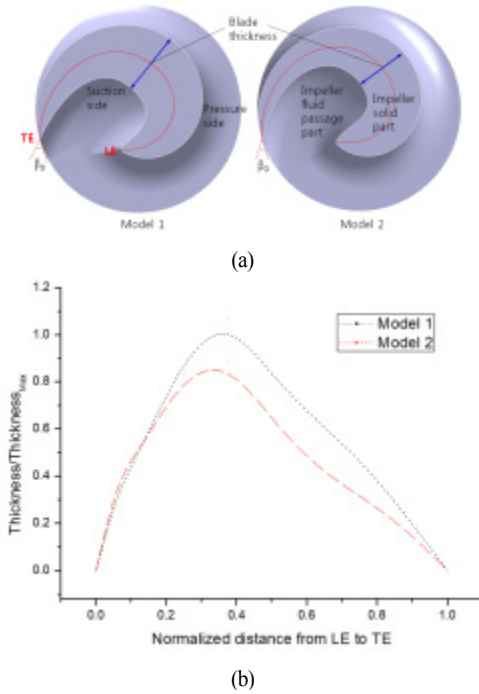 Blade
thickness
Suction
side
Pressure
side
TE
LE
β₂
Model 1
Impeller
fluid
passage
part
Impeller
solid
part
Model 2
(a)
Thickness/Thickness
1.2
1.0
0.8
0.6
0.4
0.2
0.0
Model 1
Model 2
0.0 0.2 0.4 0.6 0.8 1.0
Normalized distance from LE to TE
(b)